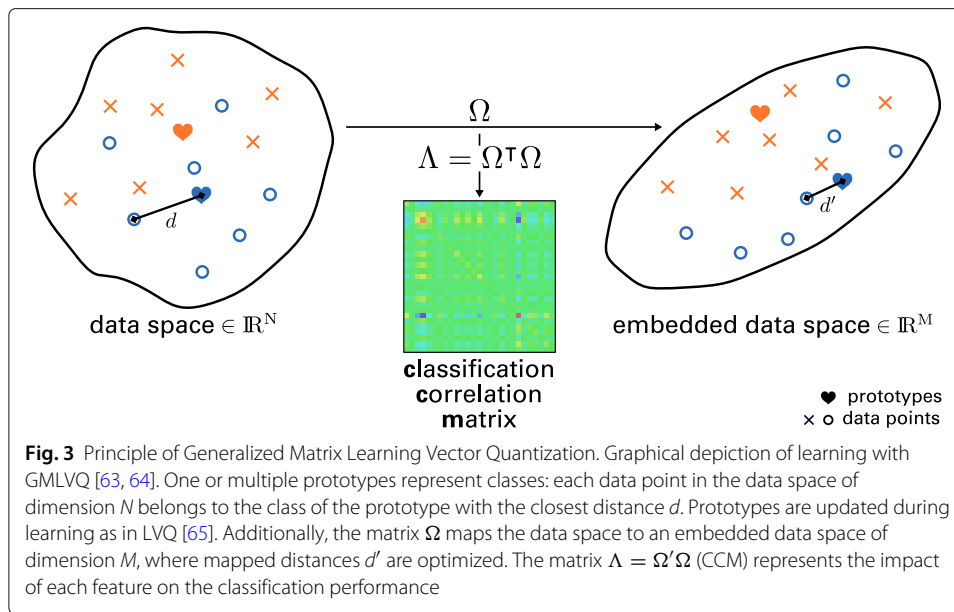 Ω
Λ = Ω⊺Ω
d
d′
data space ∈ ℝᴺ
embedded data space ∈ ℝᴹ
classification
correlation
matrix
prototypes
data points
Fig. 3 Principle of Generalized Matrix Learning Vector Quantization. Graphical depiction of learning with
GMLVQ [63, 64]. One or multiple prototypes represent classes: each data point in the data space of
dimension N belongs to the class of the prototype with the closest distance d. Prototypes are updated during
learning as in LVQ [65]. Additionally, the matrix Ω maps the data space to an embedded data space of
dimension M, where mapped distances d′ are optimized. The matrix Λ = Ω′Ω (CCM) represents the impact
of each feature on the classification performance